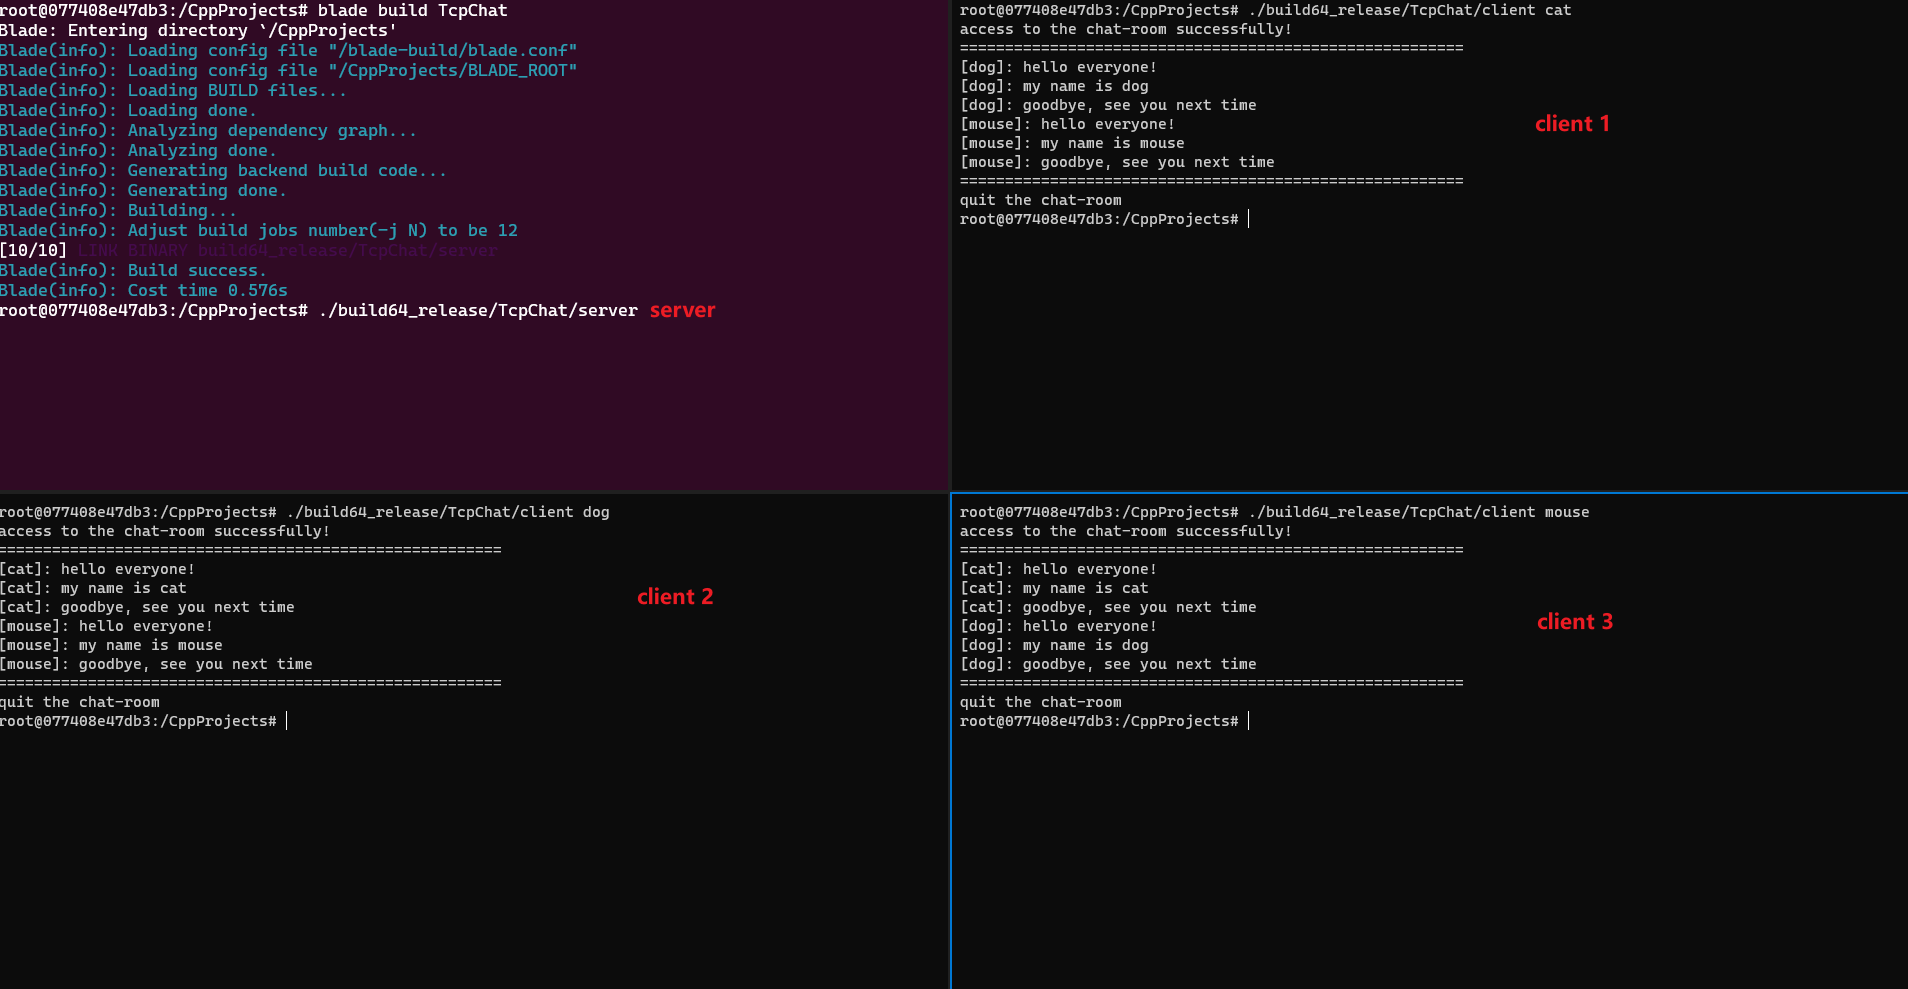 root@077408e47db3:/CppProjects# blade build TcpChat
Blade: Entering directory `/CppProjects'
Blade(info): Loading config file "/blade-build/blade.conf"
Blade(info): Loading config file "/CppProjects/BLADE_ROOT"
Blade(info): Loading BUILD files...
Blade(info): Loading done.
Blade(info): Analyzing dependency graph...
Blade(info): Analyzing done.
Blade(info): Generating backend build code...
Blade(info): Generating done.
Blade(info): Building...
Blade(info): Adjust build jobs number(-j N) to be 12
[10/10] LINK BINARY build64_release/TcpChat/server
Blade(info): Build success.
Blade(info): Cost time 0.576s
root@077408e47db3:/CppProjects# ./build64_release/TcpChat/server server
root@077408e47db3:/CppProjects# ./build64_release/TcpChat/client cat
access to the chat-room successfully!
========================================================
[dog]: hello everyone!
[dog]: my name is dog
[dog]: goodbye, see you next time
[mouse]: hello everyone!
client 1
[mouse]: my name is mouse
[mouse]: goodbye, see you next time
========================================================
quit the chat-room
root@077408e47db3:/CppProjects#
root@077408e47db3:/CppProjects# ./build64_release/TcpChat/client dog
access to the chat-room successfully!
========================================================
[cat]: hello everyone!
[cat]: my name is cat
client 2
[cat]: goodbye, see you next time
[mouse]: hello everyone!
[mouse]: my name is mouse
[mouse]: goodbye, see you next time
========================================================
quit the chat-room
root@077408e47db3:/CppProjects#
root@077408e47db3:/CppProjects# ./build64_release/TcpChat/client mouse
access to the chat-room successfully!
========================================================
[cat]: hello everyone!
[cat]: my name is cat
[cat]: goodbye, see you next time
[dog]: hello everyone!
client 3
[dog]: my name is dog
[dog]: goodbye, see you next time
========================================================
quit the chat-room
root@077408e47db3:/CppProjects#